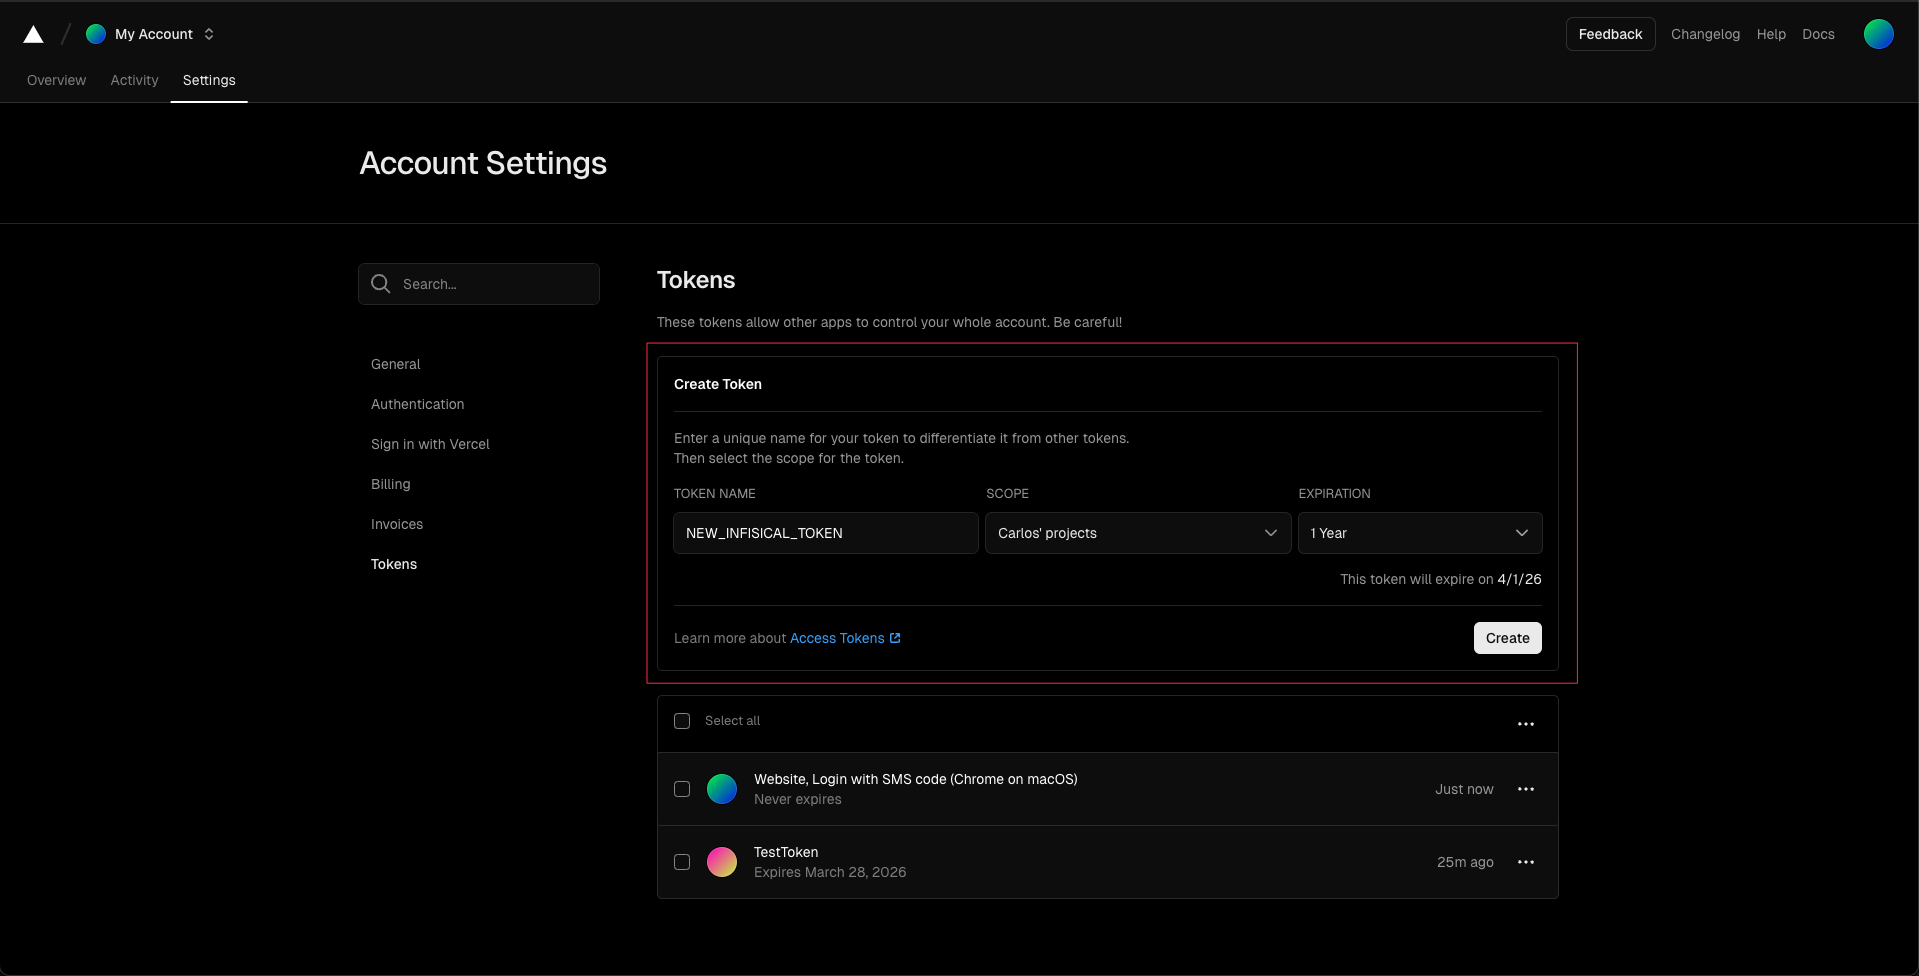 My Account
Feedback
Changelog
Help
Docs
Overview
Activity
Settings
Account Settings
Search...
General
Authentication
Sign in with Vercel
Billing
Invoices
Tokens
Tokens
These tokens allow other apps to control your whole account. Be careful!
Create Token
Enter a unique name for your token to differentiate it from other tokens.
Then select the scope for the token.
TOKEN NAME
SCOPE
EXPIRATION
NEW_INFISICAL_TOKEN
Carlos' projects
1 Year
This token will expire on 4/1/26
Learn more about Access Tokens
Create
Select all
Website, Login with SMS code (Chrome on macOS)
Never expires
Just now
TestToken
Expires March 28, 2026
25m ago